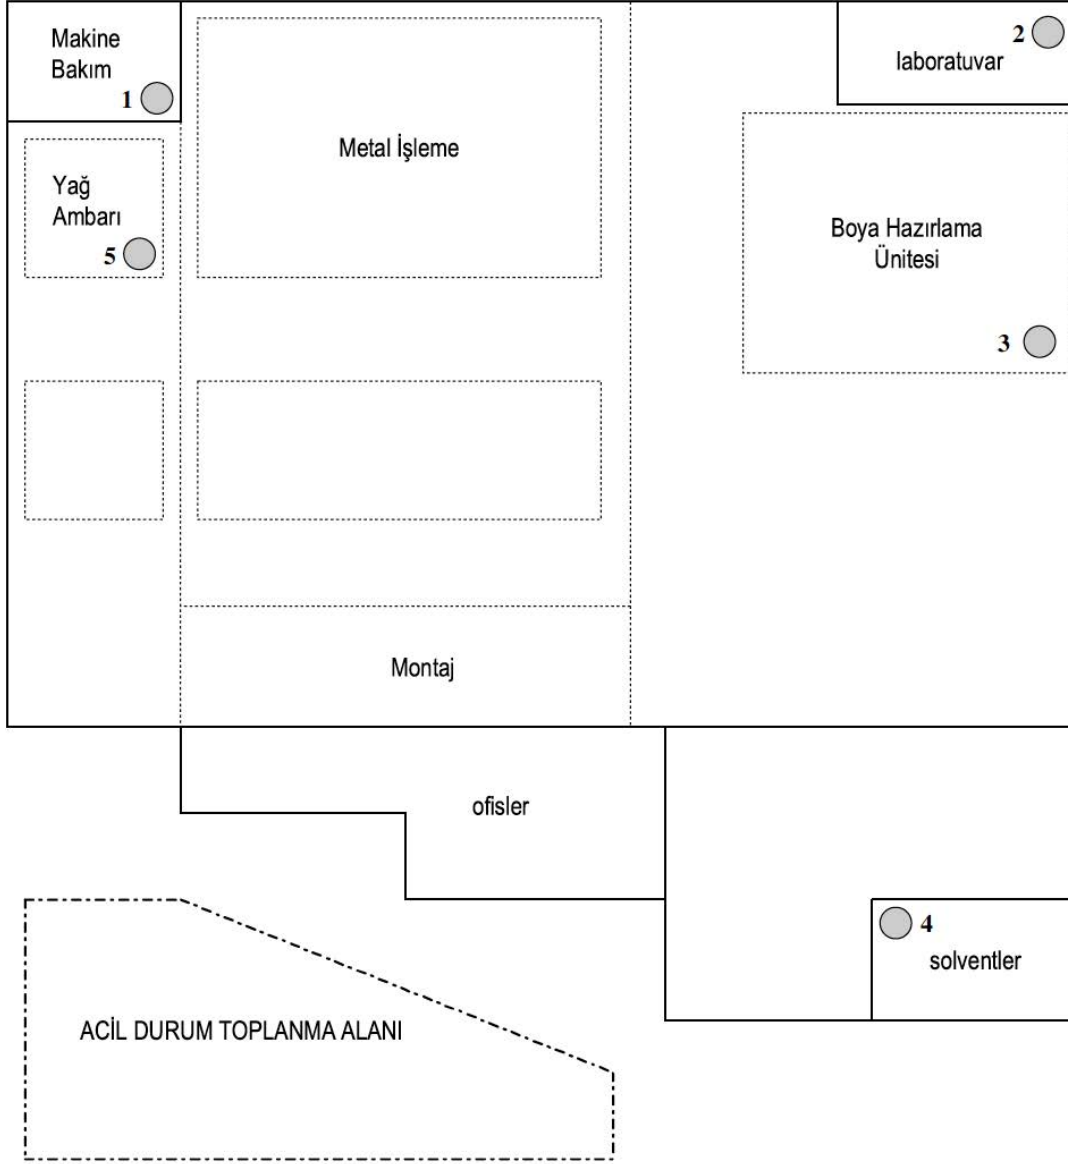 Makine
Bakım
1
2
laboratuvar
Metal İşleme
Yağ
Ambarı
5
Boya Hazırlama
Ünitesi
3
Montaj
ofisler
4
solventler
ACİL DURUM TOPLANMA ALANI